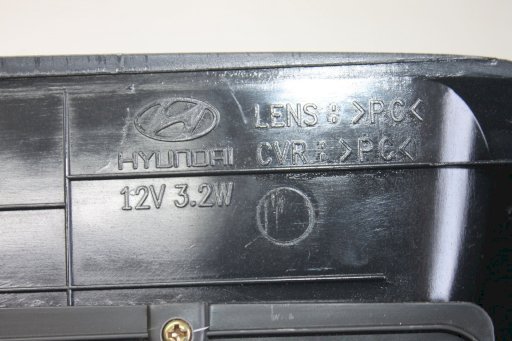 HYUNDAI
LENS : >PC<
CVR : >PC<
12V 3.2W